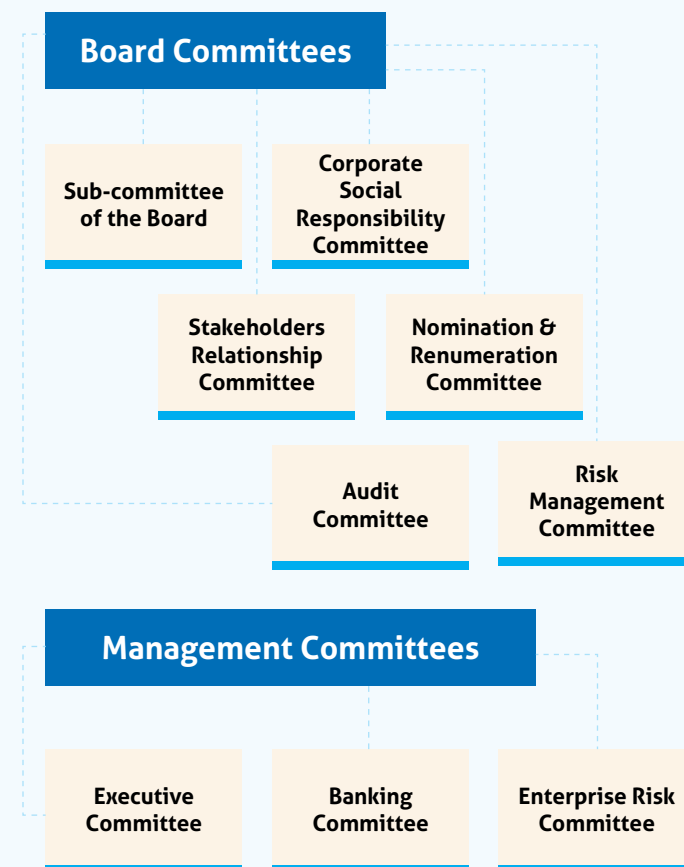 Board Committees
Sub-committee
of the Board
Corporate
Social
Responsibility
Committee
Stakeholders
Relationship
Committee
Nomination &
Renumeration
Committee
Audit
Committee
Risk
Management
Committee
Management Committees
Executive
Committee
Banking
Committee
Enterprise Risk
Committee